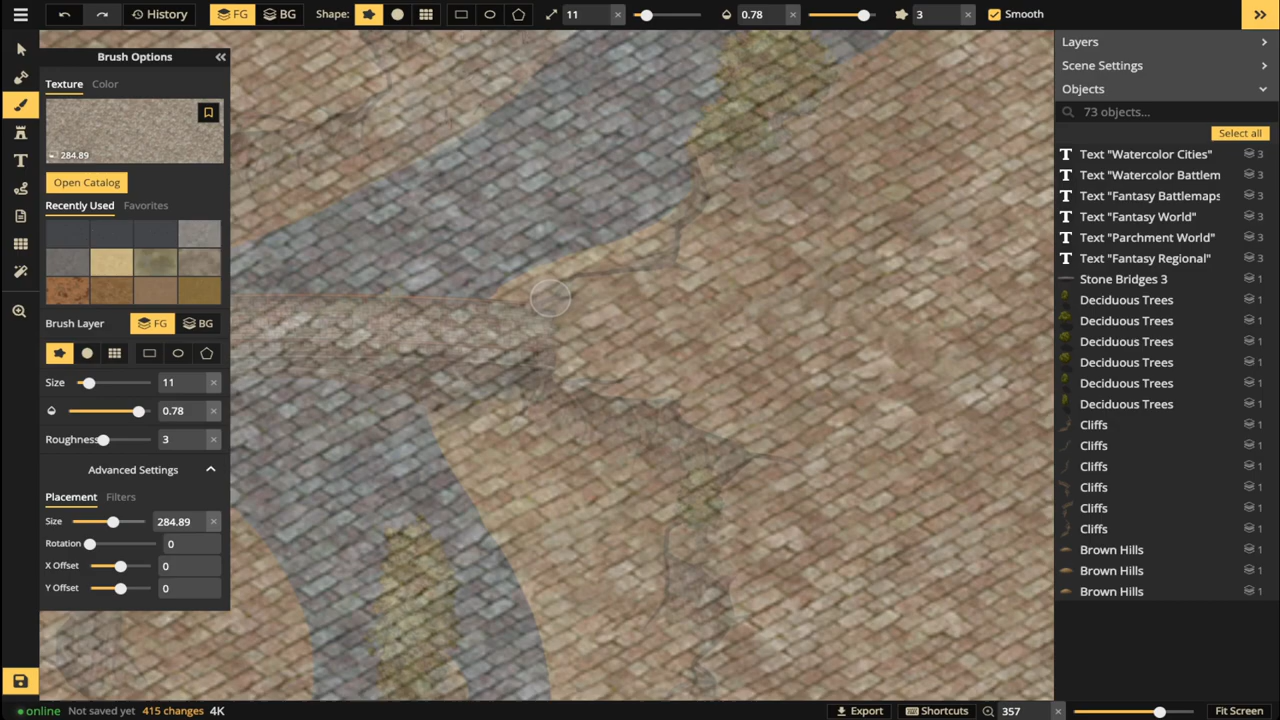 History
FG
BG
Shape:
11
0.78
3
Smooth
Brush Options
Texture
Color
284.89
Open Catalog
Recently Used
Favorites
Brush Layer
FG
BG
Size
11
0.78
Roughness
3
Advanced Settings
Placement
Filters
Size
284.89
Rotation
0
X Offset
0
Y Offset
0
Layers
Scene Settings
Objects
73 objects...
Select all
Text "Watercolor Cities"
3
Text "Watercolor Battlem
3
Text "Fantasy Battlemaps
3
Text "Fantasy World"
3
Text "Parchment World"
3
Text "Fantasy Regional"
3
Stone Bridges 3
1
Deciduous Trees
1
Deciduous Trees
1
Deciduous Trees
1
Deciduous Trees
1
Deciduous Trees
1
Deciduous Trees
1
Cliffs
1
Cliffs
1
Cliffs
1
Cliffs
1
Cliffs
1
Cliffs
1
Brown Hills
1
Brown Hills
1
Brown Hills
1
online
Not saved yet
415 changes
4K
Export
Shortcuts
357
Fit Screen